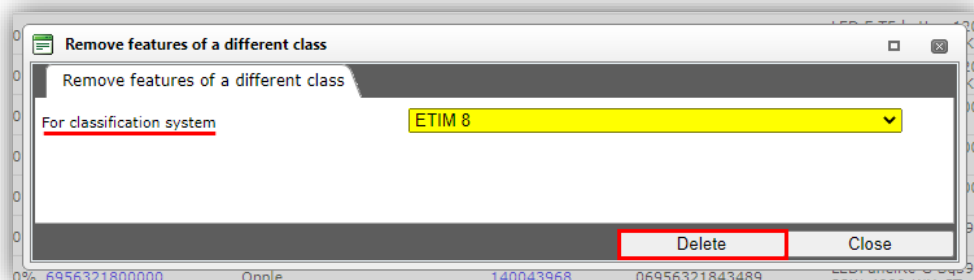 Remove features of a different class
Remove features of a different class
For classification system
ETIM 8
Delete
Close
0% 6956321800000 Opple 140043968 06956321843489